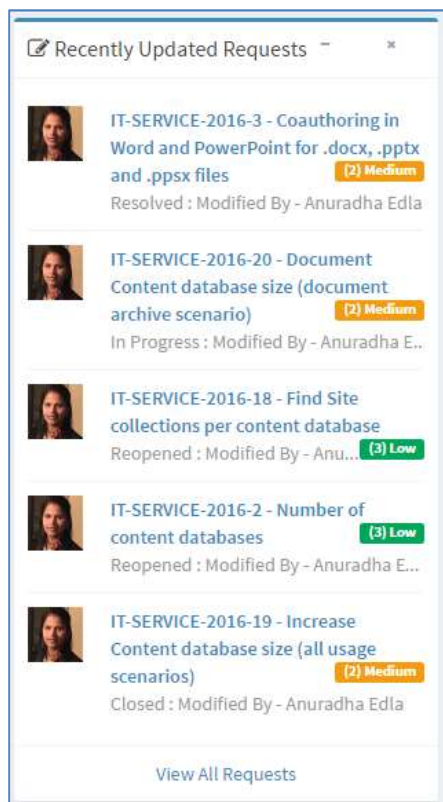 Recently Updated Requests
IT-SERVICE-2016-3 - Coauthoring in
Word and PowerPoint for .docx, .pptx
and .ppsx files (2) Medium
Resolved : Modified By - Anuradha Edla
IT-SERVICE-2016-20 - Document
Content database size (document
archive scenario) (2) Medium
In Progress : Modified By - Anuradha E..
IT-SERVICE-2016-18 - Find Site
collections per content database
Reopened : Modified By - Anu... (3) Low
IT-SERVICE-2016-2 - Number of
content databases (3) Low
Reopened : Modified By - Anuradha E...
IT-SERVICE-2016-19 - Increase
Content database size (all usage
scenarios) (2) Medium
Closed : Modified By - Anuradha Edla
View All Requests